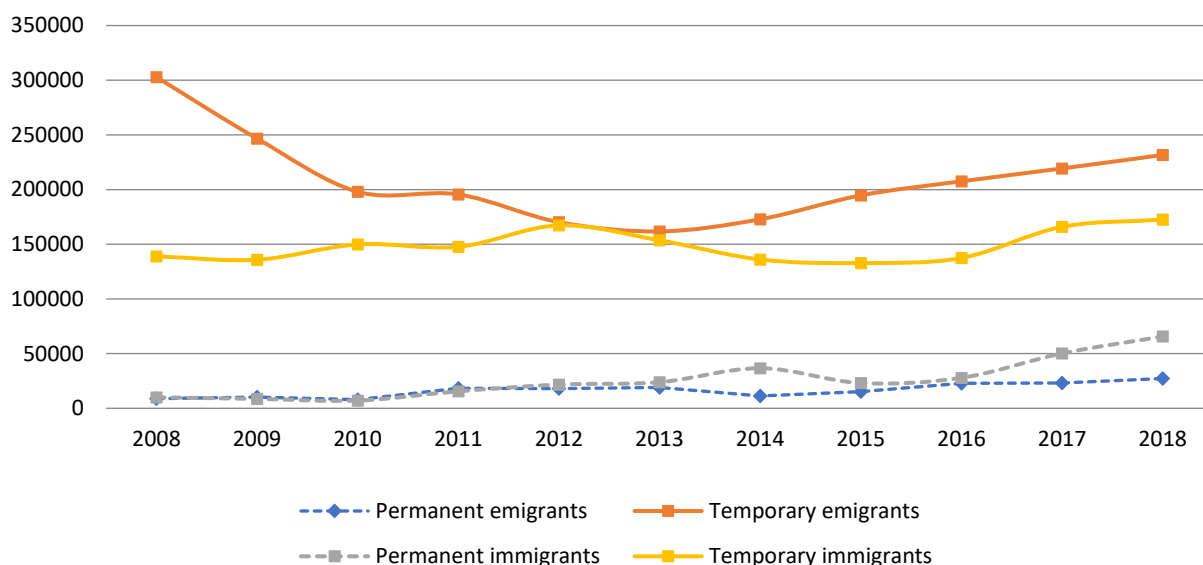 350000
300000
250000
200000
150000
100000
50000
0
2008 2009 2010 2011 2012 2013 2014 2015 2016 2017 2018
Permanent emigrants Temporary emigrants
Permanent immigrants Temporary immigrants